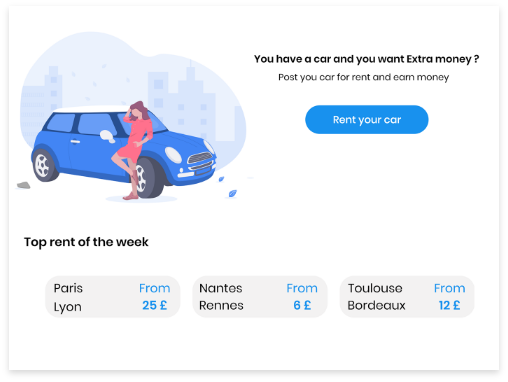 You have a car and you want Extra money ?
Post you car for rent and earn money
Rent your car
Top rent of the week
Paris From
Lyon 25 £
Nantes From
Rennes 6 £
Toulouse From
Bordeaux 12 £